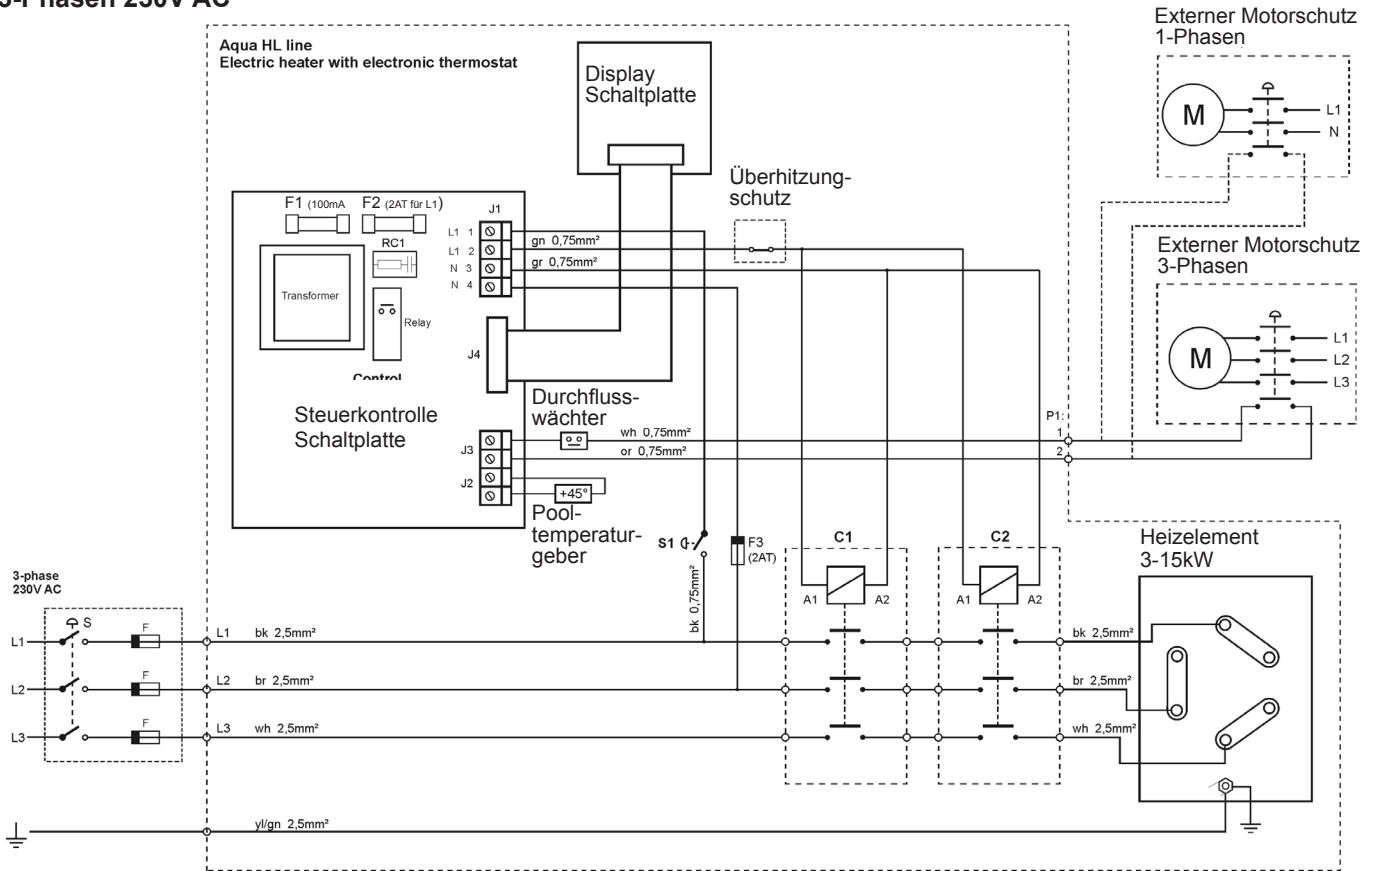 3-Phasen 230V AC
Aqua HL line
Electric heater with electronic thermostat
Display
Schaltplatte
Externer Motorschutz
1-Phasen
M
L1
N
Überhitzung-
schutz
F1 (100mA
F2 (2AT für L1)
J1
RC1
L1 1
L1 2
N 3
N 4
gn 0,75mm²
gr 0,75mm²
Transformer
Relay
J4
Control
Steuerkontrolle
Schaltplatte
Externer Motorschutz
3-Phasen
M
L1
L2
L3
Durchfluss-
wächter
P1:
1
2
wh 0,75mm²
or 0,75mm²
J3
J2
+45°
Pool-
temperatur-
geber
S1
F3
(2AT)
bk 0,75mm²
C1
A1
A2
C2
A1
A2
Heizelement
3-15kW
3-phase
230V AC
S
L1
F
L1
bk 2,5mm²
bk 2,5mm²
L2
F
L2
br 2,5mm²
br 2,5mm²
L3
F
L3
wh 2,5mm²
wh 2,5mm²
yl/gn 2,5mm²